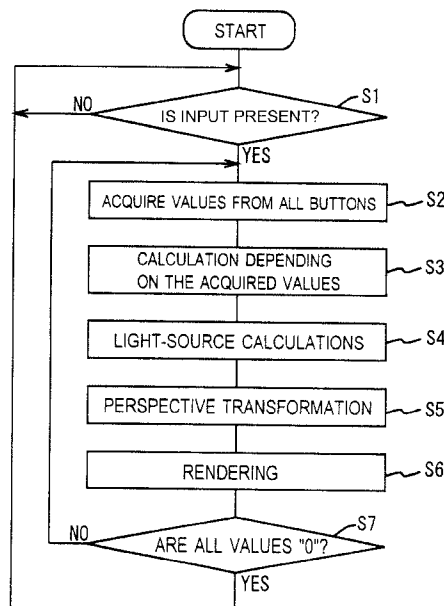 START
NO
IS INPUT PRESENT?
S1
YES
ACQUIRE VALUES FROM ALL BUTTONS
S2
CALCULATION DEPENDING
ON THE ACQUIRED VALUES
S3
LIGHT-SOURCE CALCULATIONS
S4
PERSPECTIVE TRANSFORMATION
S5
RENDERING
S6
NO
ARE ALL VALUES "0"?
S7
YES